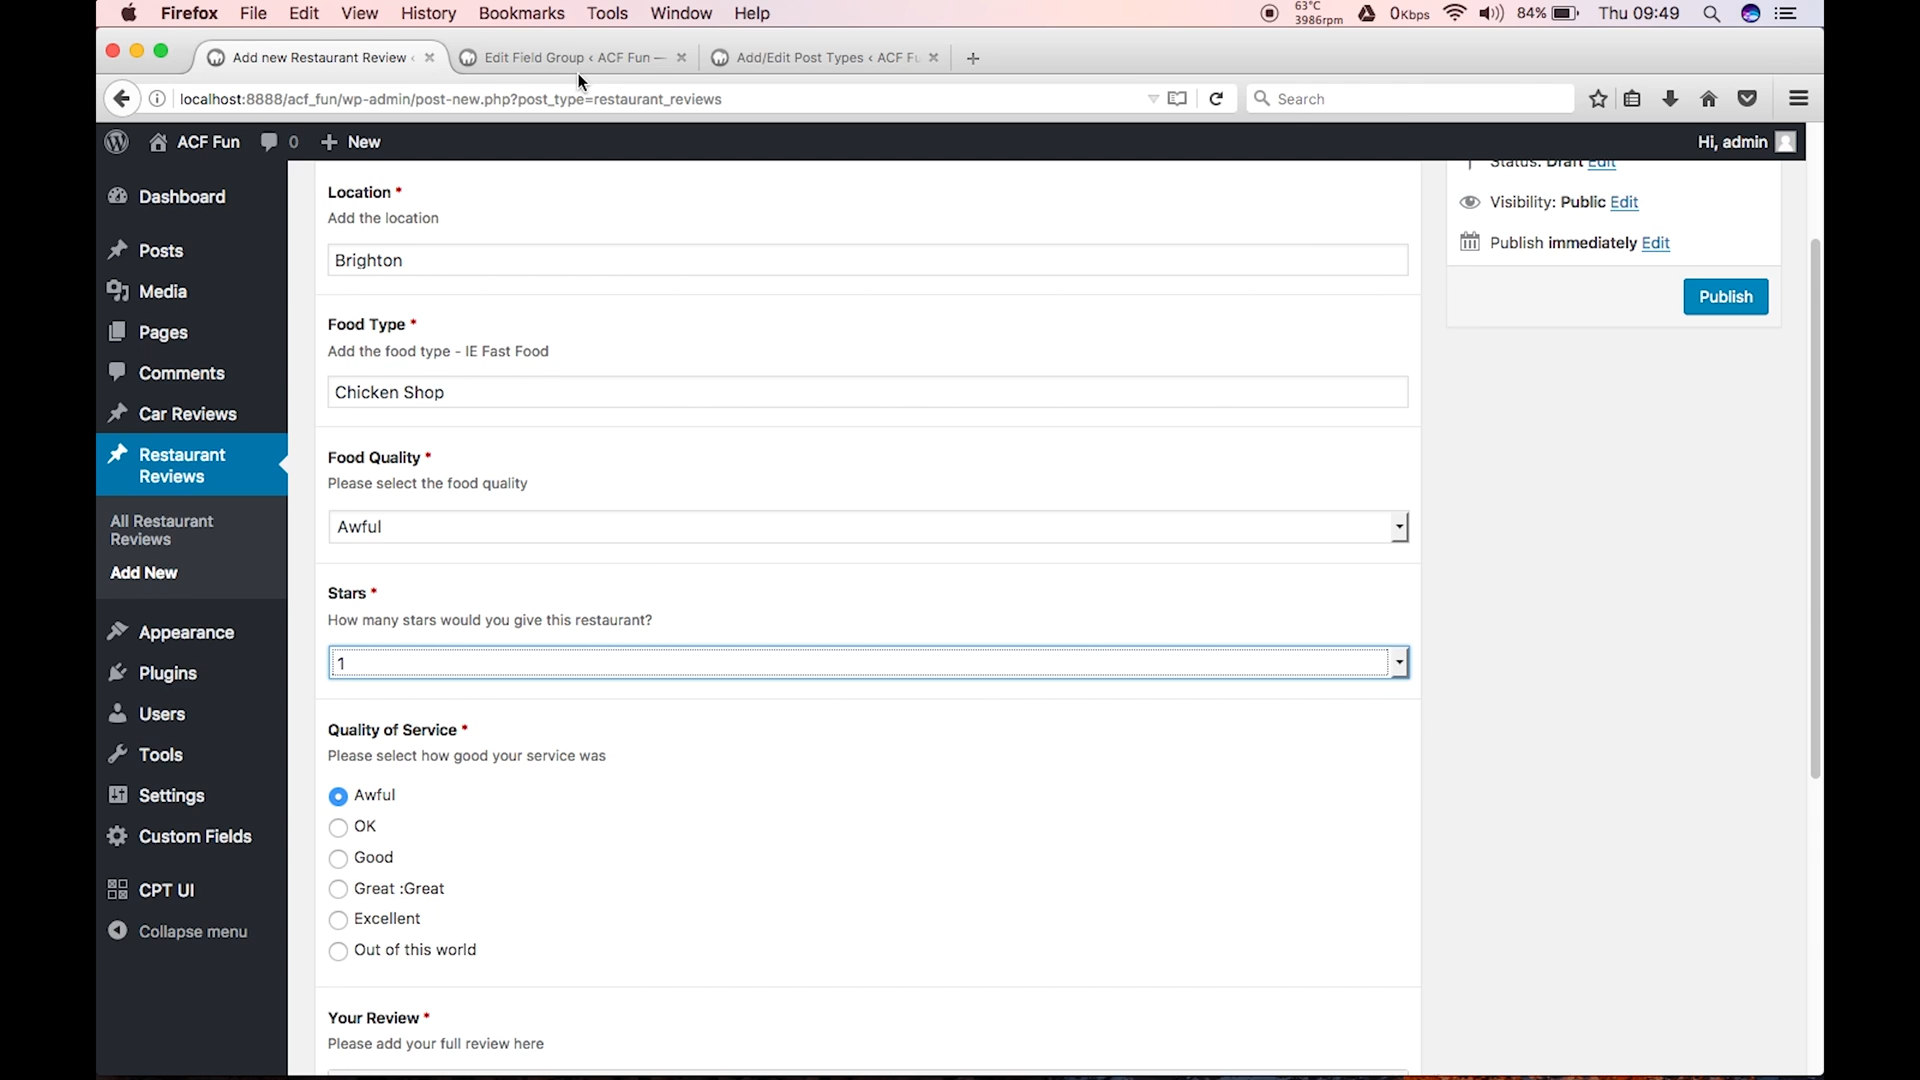 Firefox File Edit View History Bookmarks Tools Window Help 63°C 3986rpm 0Kbps 84% Thu 09:49
Add new Restaurant Review ‹ Edit Field Group ‹ ACF Fun — Add/Edit Post Types ‹ ACF Fu
localhost:8888/acf_fun/wp-admin/post-new.php?post_type=restaurant_reviews Search
ACF Fun 0 + New Hi, admin
Dashboard
Posts
Media
Pages
Comments
Car Reviews
Restaurant
Reviews
All Restaurant
Reviews
Add New
Appearance
Plugins
Users
Tools
Settings
Custom Fields
CPT UI
Collapse menu
Location *
Add the location
Brighton
Food Type *
Add the food type - IE Fast Food
Chicken Shop
Food Quality *
Please select the food quality
Awful
Stars *
How many stars would you give this restaurant?
1
Quality of Service *
Please select how good your service was
Awful
OK
Good
Great :Great
Excellent
Out of this world
Your Review *
Please add your full review here
Status: Draft Edit
Visibility: Public Edit
Publish immediately Edit
Publish